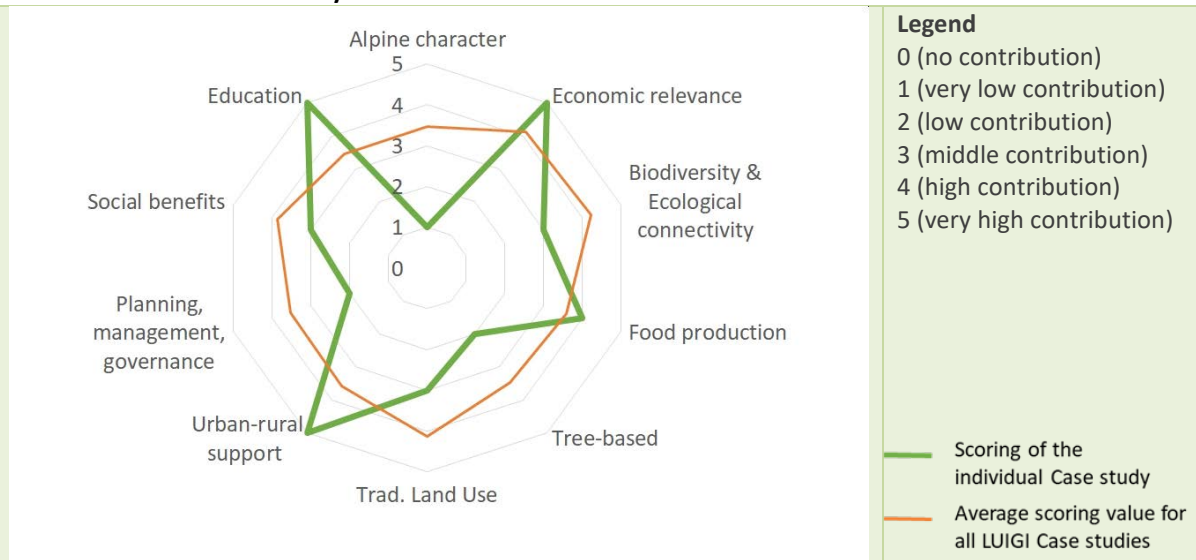 Alpine character
5
4
3
2
1
0
Economic relevance
Biodiversity &
Ecological
connectivity
Food production
Tree-based
Trad. Land Use
Urban-rural
support
Planning,
management,
governance
Social benefits
Education
Legend
0 (no contribution)
1 (very low contribution)
2 (low contribution)
3 (middle contribution)
4 (high contribution)
5 (very high contribution)
Scoring of the
individual Case study
Average scoring value for
all LUIGI Case studies